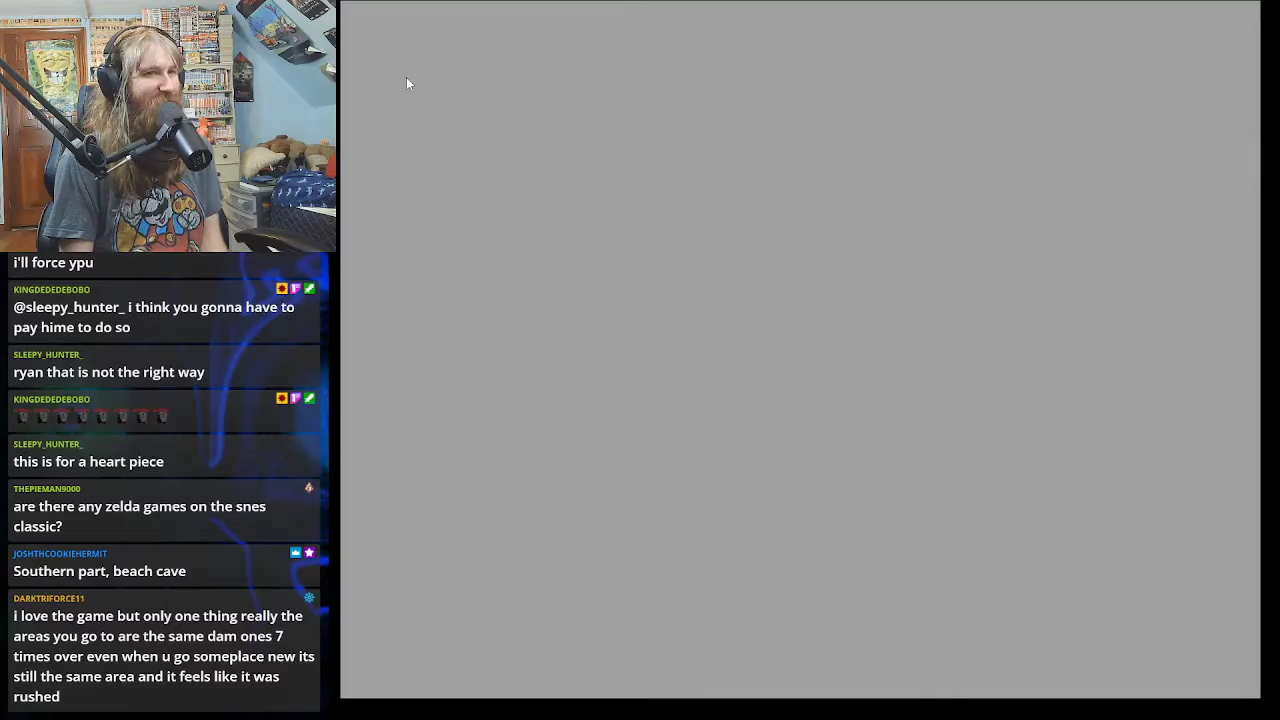 i'll force ypu
KINGDEDEDEBOBO
@sleepy_hunter_ i think you gonna have to
pay hime to do so
SLEEPY_HUNTER_
ryan that is not the right way
KINGDEDEDEBOBO
SLEEPY_HUNTER_
this is for a heart piece
THEPIEMAN9000
are there any zelda games on the snes
classic?
JOSHTHCOOKIEHERMIT
Southern part, beach cave
DARKTRIFORCE11
i love the game but only one thing really the
areas you go to are the same dam ones 7
times over even when u go someplace new its
still the same area and it feels like it was
rushed